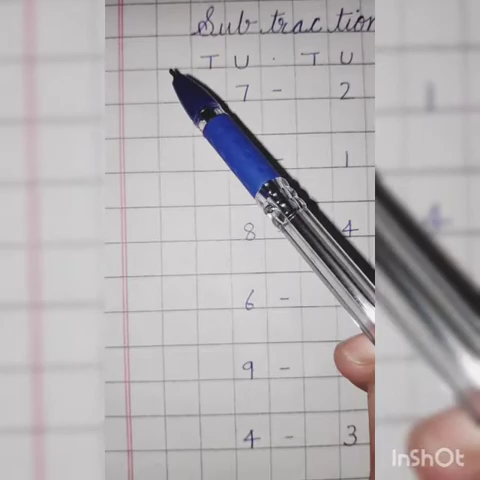 Subtraction
T U . T U
7 - 2
- 1
8 4
6 -
9 -
4 - 3
InShOt